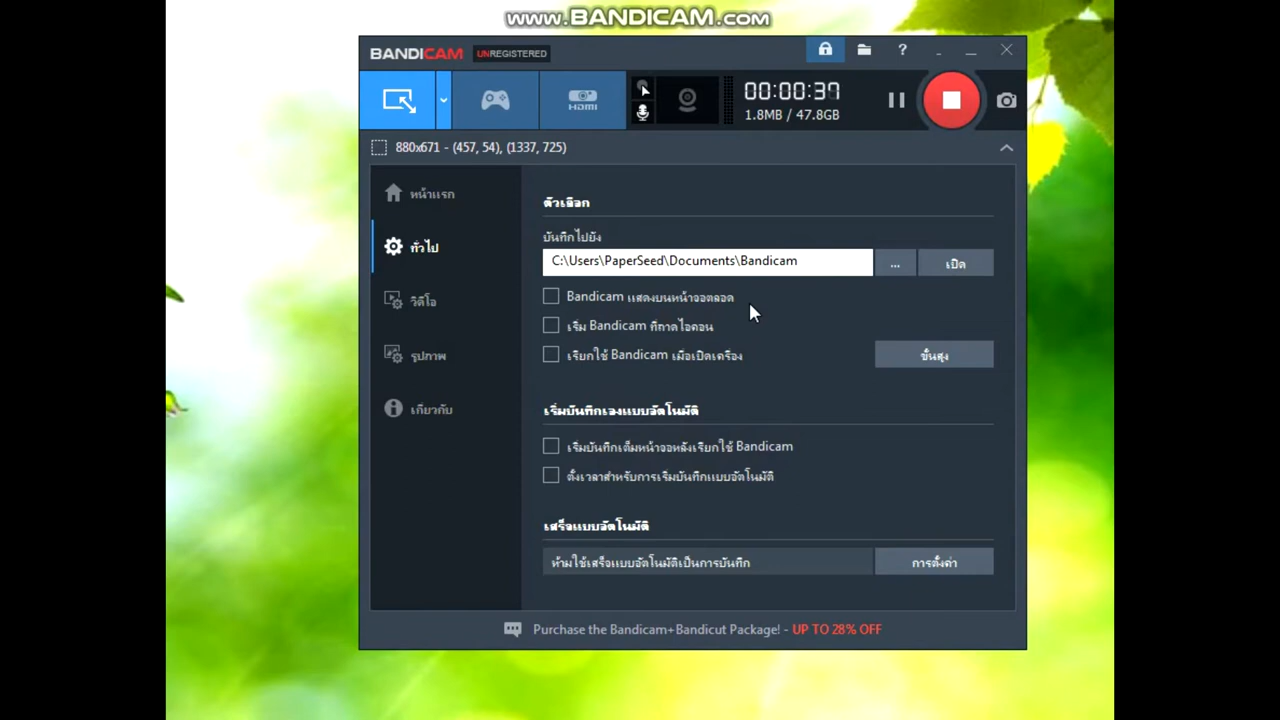 www.BANDICAM.com
BANDICAM UNREGISTERED
?
HDMI
00:00:37
1.8MB / 47.8GB
880x671 - (457, 54), (1337, 725)
หน้าแรก
ทั่วไป
วิดีโอ
รูปภาพ
เกี่ยวกับ
ตัวเลือก
บันทึกไปยัง
C:\Users\PaperSeed\Documents\Bandicam
...
เปิด
Bandicam แสดงบนหน้าจอตลอด
เริ่ม Bandicam ที่ถาดไอคอน
เรียกใช้ Bandicam เมื่อเปิดเครื่อง
ขั้นสูง
เริ่มบันทึกเองแบบอัตโนมัติ
เริ่มบันทึกเต็มหน้าจอหลังเรียกใช้ Bandicam
ตั้งเวลาสำหรับการเริ่มบันทึกแบบอัตโนมัติ
เสร็จแบบอัตโนมัติ
ห้ามใช้เสร็จแบบอัตโนมัติเป็นการบันทึก
การตั้งค่า
Purchase the Bandicam+Bandicut Package! - UP TO 28% OFF